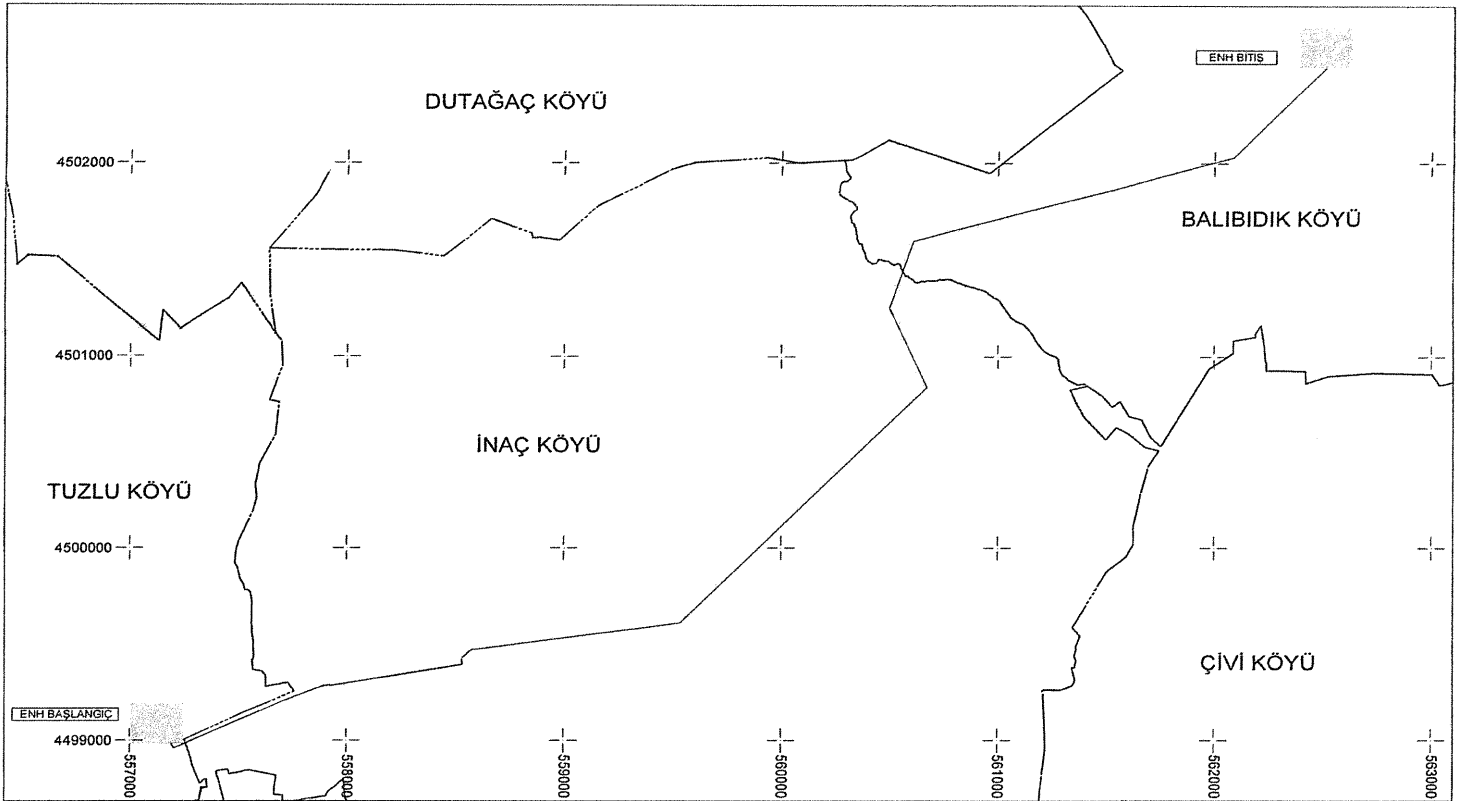 ENH BITIŞ
DUTAĞAÇ KÖYÜ
4502000
BALIBIDIK KÖYÜ
4501000
İNAÇ KÖYÜ
TUZLU KÖYÜ
4500000
ÇİVİ KÖYÜ
ENH BAŞLANGIÇ
4499000
557000
558000
559000
560000
561000
562000
563000